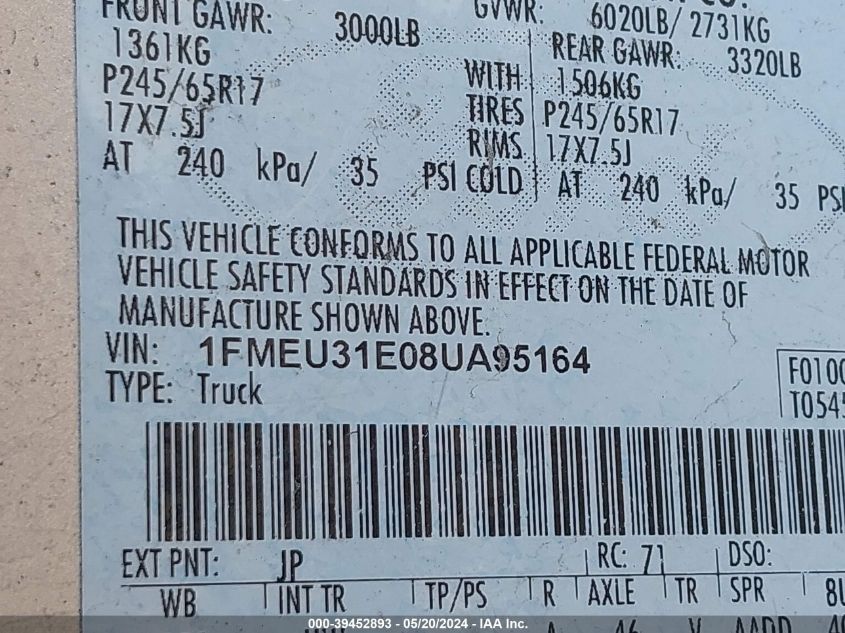 FRONT GAWR: 3000LB GVWR: 6020LB/ 2731KG
1361KG WITH REAR GAWR: 3320LB
P245/65R17 TIRES 1506KG
17X7.5J RIMS P245/65R17
AT 240 kPa/ 35 PSI COLD 17X7.5J
AT 240 kPa/ 35 PSI
THIS VEHICLE CONFORMS TO ALL APPLICABLE FEDERAL MOTOR
VEHICLE SAFETY STANDARDS IN EFFECT ON THE DATE OF
MANUFACTURE SHOWN ABOVE.
VIN: 1FMEU31E08UA95164
TYPE: Truck
F0100
T0545
EXT PNT: JP RC: 71 DSO:
WB INT TR TP/PS R AXLE TR SPR
A 46 V AADD
000-39452893 - 05/20/2024 - IAA Inc.